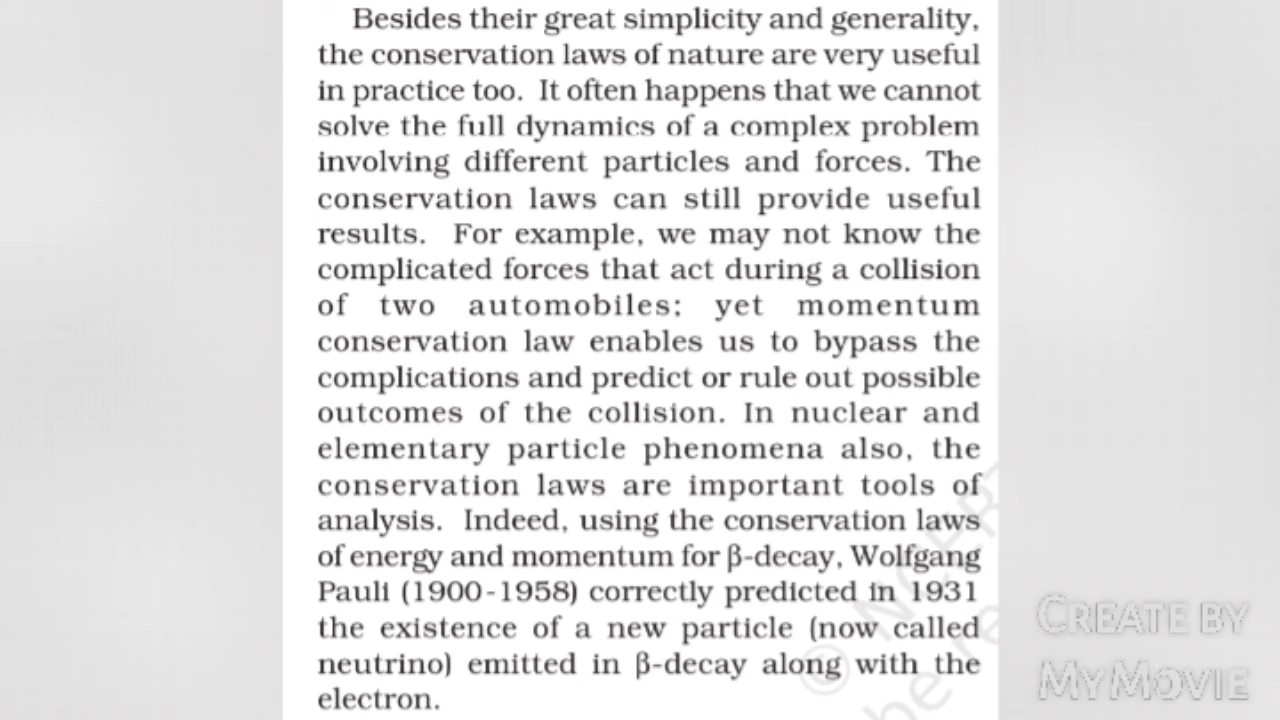 Besides their great simplicity and generality,
the conservation laws of nature are very useful
in practice too. It often happens that we cannot
solve the full dynamics of a complex problem
involving different particles and forces. The
conservation laws can still provide useful
results. For example, we may not know the
complicated forces that act during a collision
of two automobiles; yet momentum
conservation law enables us to bypass the
complications and predict or rule out possible
outcomes of the collision. In nuclear and
elementary particle phenomena also, the
conservation laws are important tools of
analysis. Indeed, using the conservation laws
of energy and momentum for β-decay, Wolfgang
Pauli (1900-1958) correctly predicted in 1931
the existence of a new particle (now called
neutrino) emitted in β-decay along with the
electron.
© NCER
be re
CREATE BY
MYMOVIE